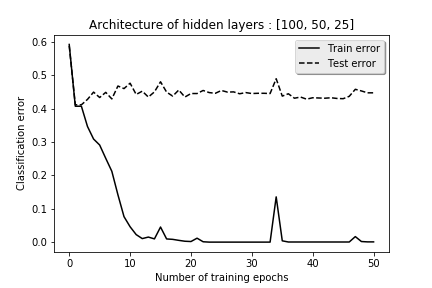 Architecture of hidden layers : [100, 50, 25]
Train error
Test error
Classification error
0.6
0.5
0.4
0.3
0.2
0.1
0.0
0 10 20 30 40 50
Number of training epochs